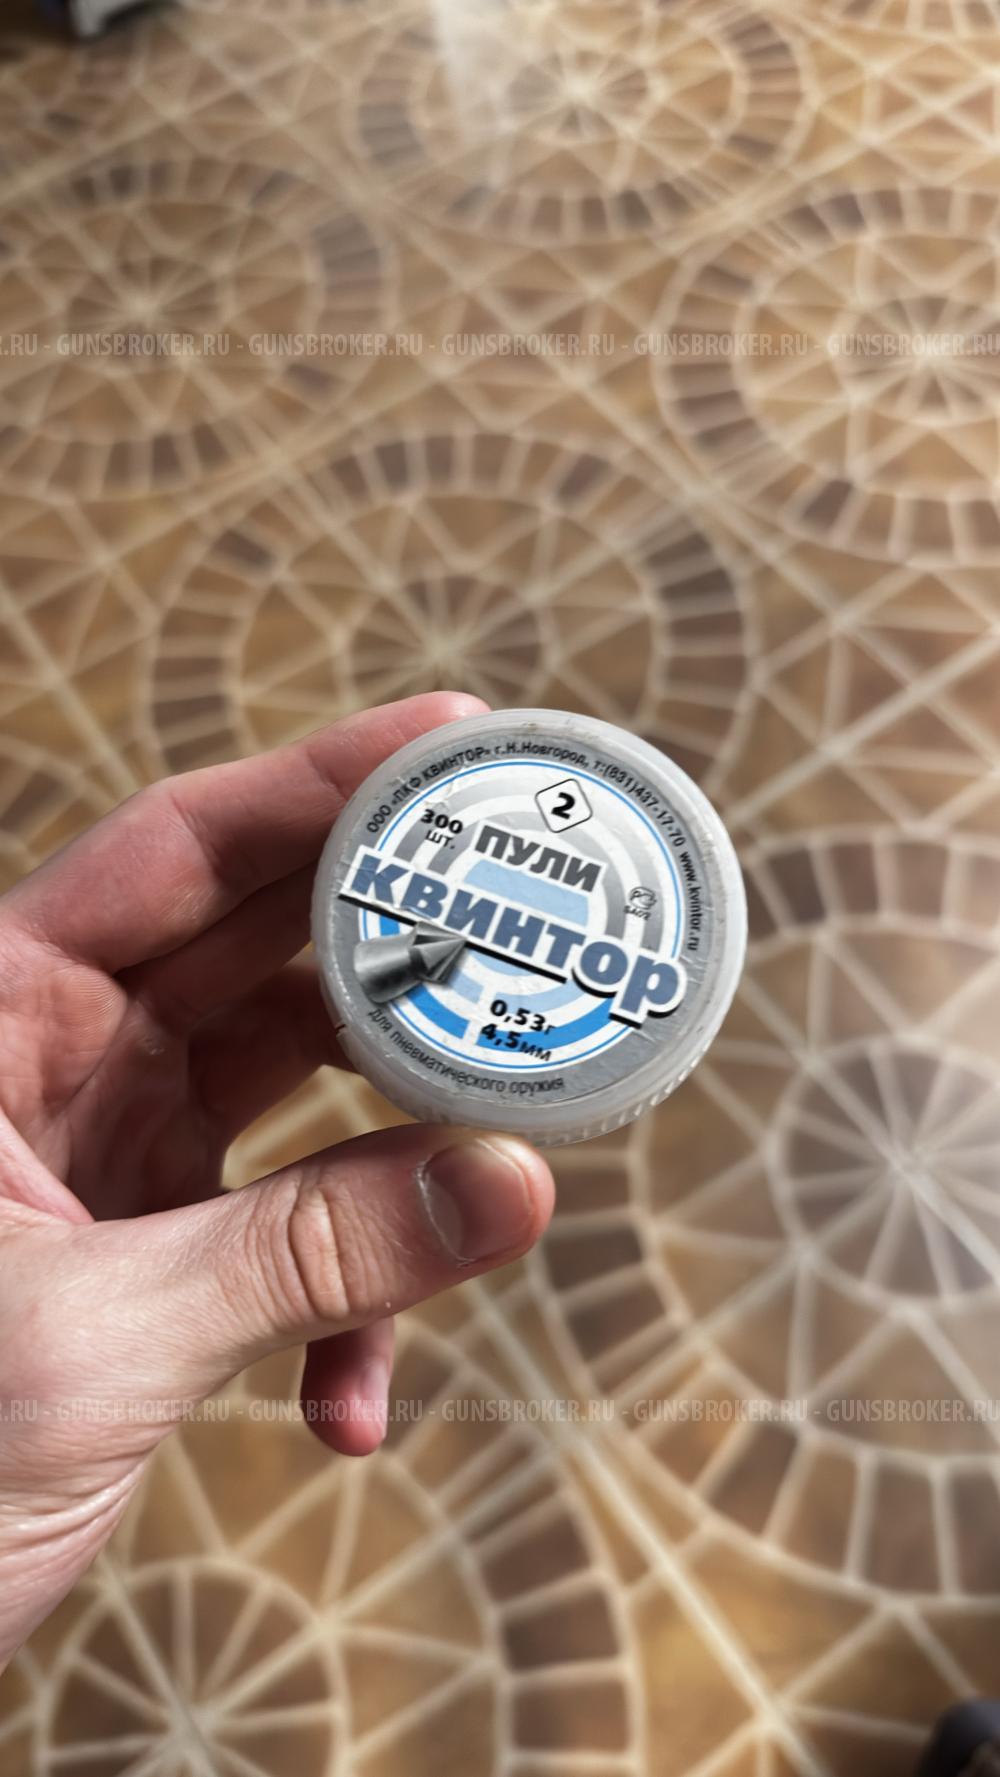 .RU - GUNSBROKER.RU - GUNSBROKER.RU - GUNSBROKER.RU - GUNSBROKER.RU - GUNSBROKER.RU
ООО «ПКФ КВИНТОР» г.Н.Новгород, т:(831)437-17-70 www.kvintor.ru
2
300
шт.
ПУЛИ
КВИНТОР
0,53г
4,5мм
для пневматического оружия
.RU - GUNSBROKER.RU - GUNSBROKER.RU - GUNSBROKER.RU - GUNSBROKER.RU - GUNSBROKER.RU